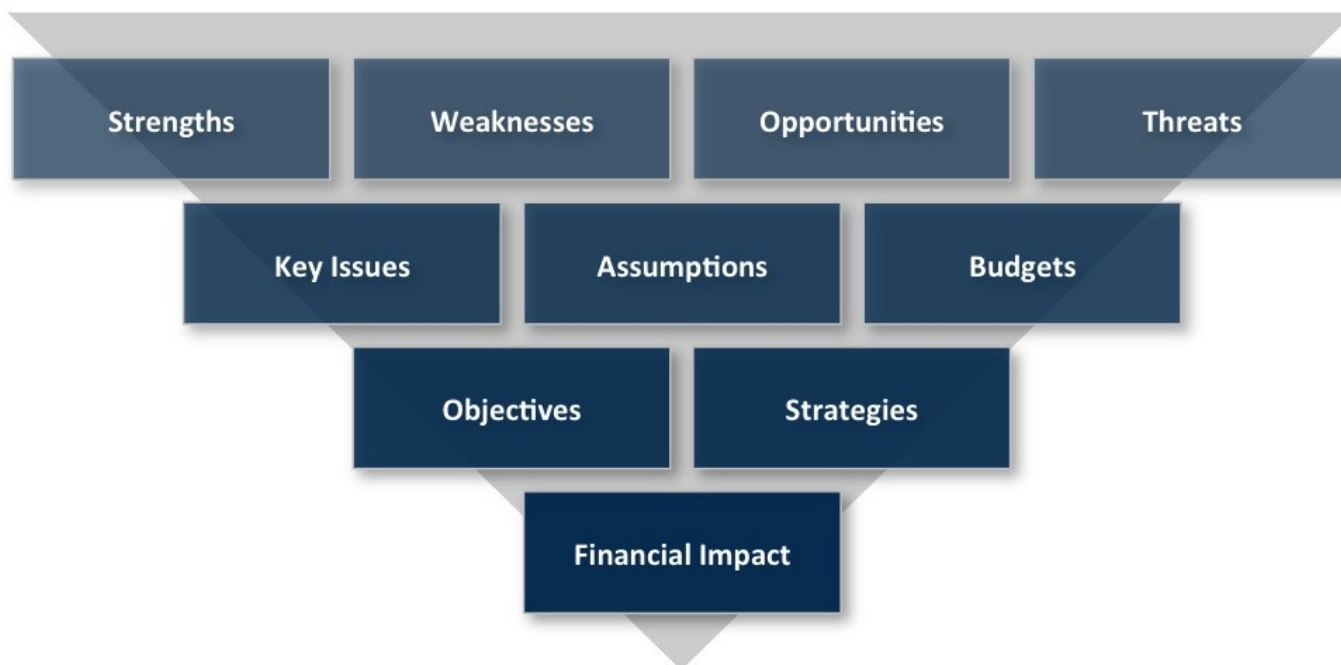 Strengths
Weaknesses
Opportunities
Threats
Key Issues
Assumptions
Budgets
Objectives
Strategies
Financial Impact